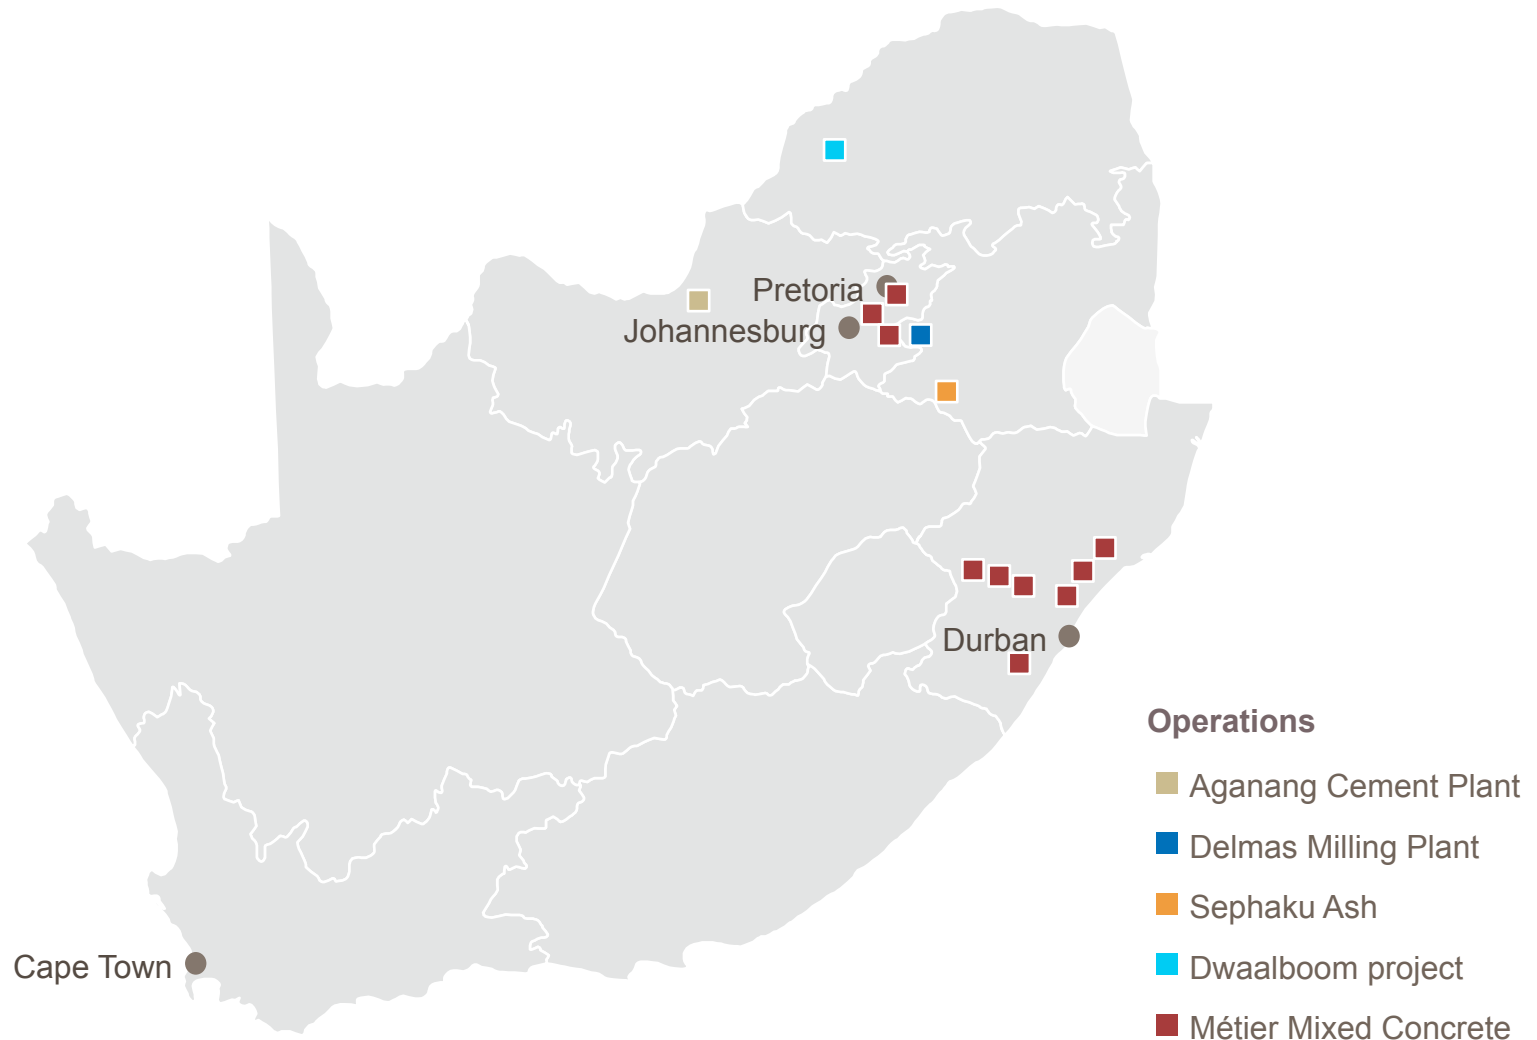 Pretoria
Johannesburg
Durban
Cape Town
Operations
Aganang Cement Plant
Delmas Milling Plant
Sephaku Ash
Dwaalboom project
Métier Mixed Concrete